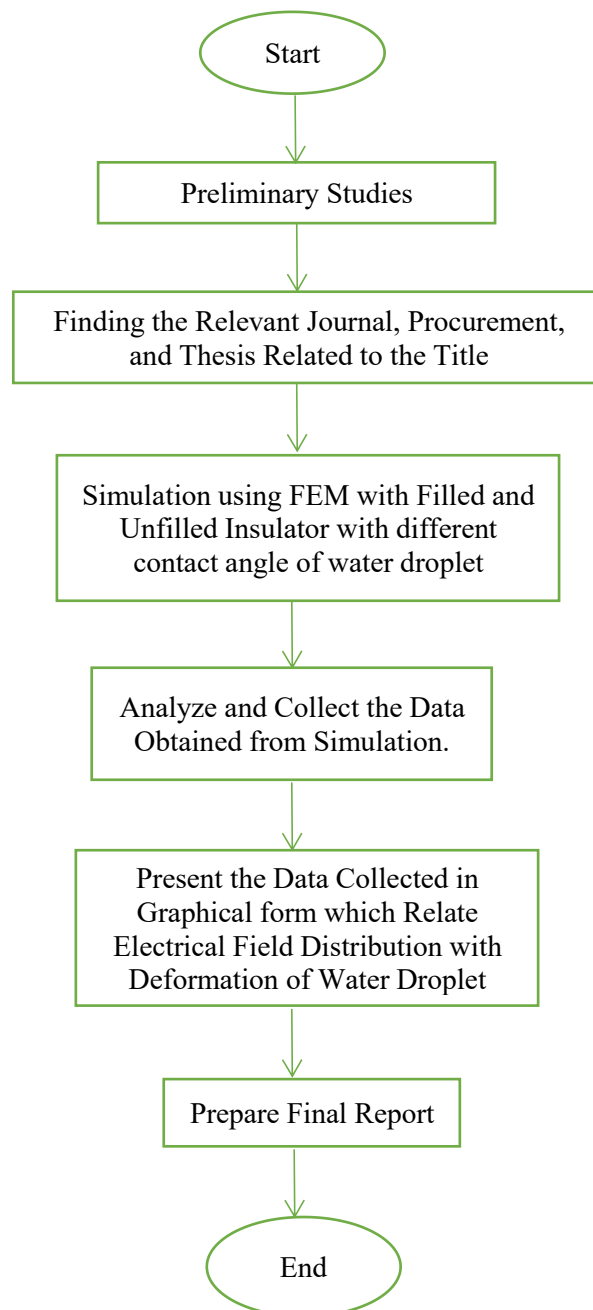 Start
Preliminary Studies
Finding the Relevant Journal, Procurement,
and Thesis Related to the Title
Simulation using FEM with Filled and
Unfilled Insulator with different
contact angle of water droplet
Analyze and Collect the Data
Obtained from Simulation.
Present the Data Collected in
Graphical form which Relate
Electrical Field Distribution with
Deformation of Water Droplet
Prepare Final Report
End